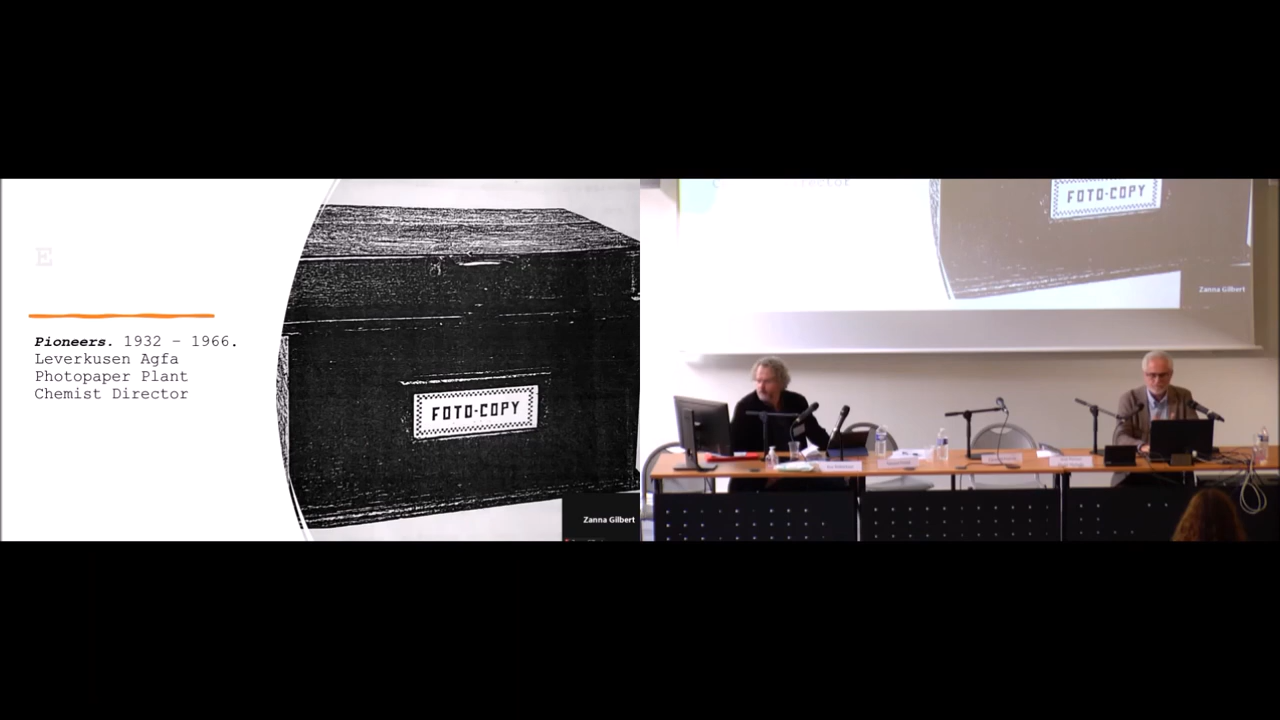 E
Pioneers. 1932 – 1966.
Leverkusen Agfa
Photopaper Plant
Chemist Director
FOTO-COPY
Zanna Gilbert
FOTO-COPY
Zanna Gilbert